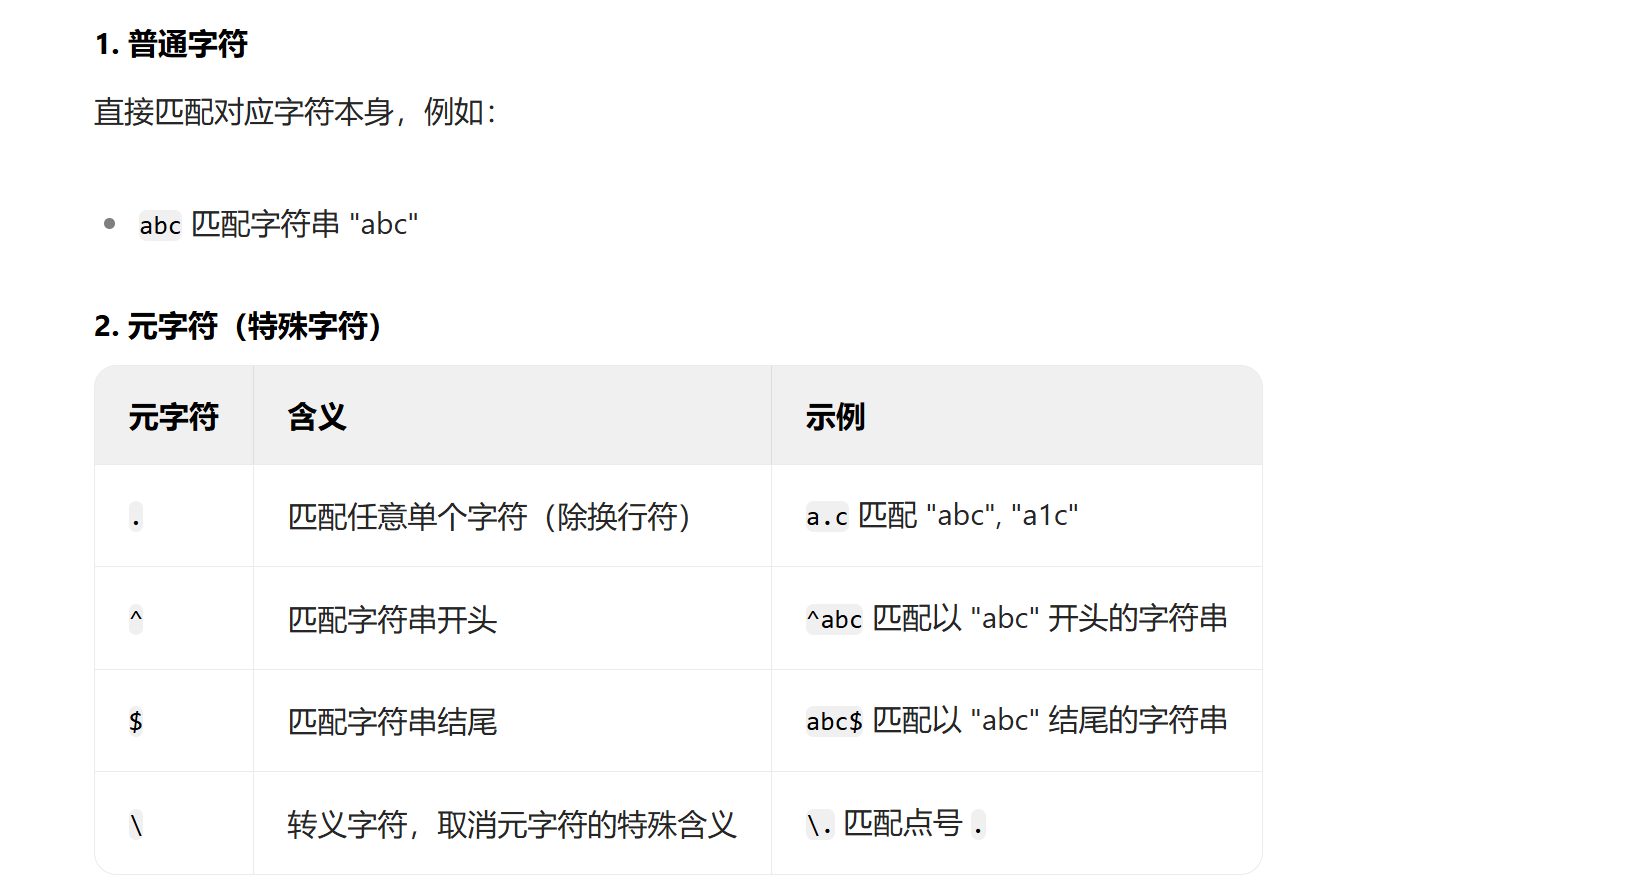 1. 普通字符
直接匹配对应字符本身，例如：
abc 匹配字符串 "abc"
2. 元字符（特殊字符）
元字符 含义 示例
. 匹配任意单个字符（除换行符） a.c 匹配 "abc", "a1c"
^ 匹配字符串开头 ^abc 匹配以 "abc" 开头的字符串
$ 匹配字符串结尾 abc$ 匹配以 "abc" 结尾的字符串
\ 转义字符，取消元字符的特殊含义 \. 匹配点号 .